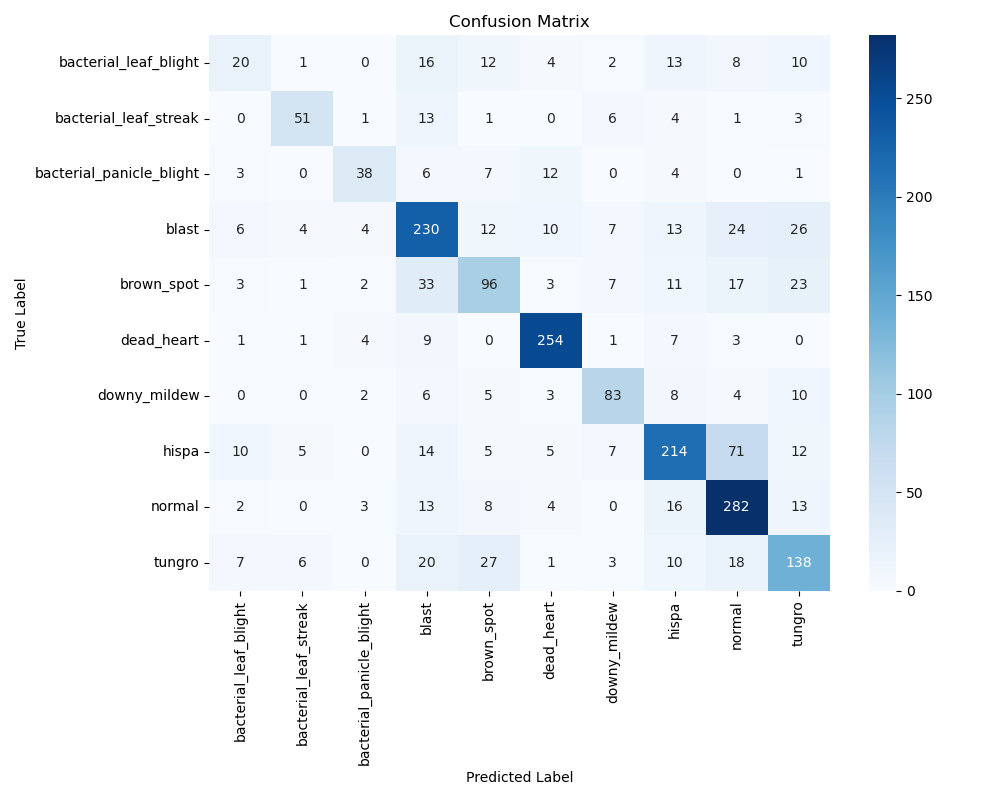 Confusion Matrix
True Label
bacterial_leaf_blight 20 1 0 16 12 4 2 13 8 10
bacterial_leaf_streak 0 51 1 13 1 0 6 4 1 3
bacterial_panicle_blight 3 0 38 6 7 12 0 4 0 1
blast 6 4 4 230 12 10 7 13 24 26
brown_spot 3 1 2 33 96 3 7 11 17 23
dead_heart 1 1 4 9 0 254 1 7 3 0
downy_mildew 0 0 2 6 5 3 83 8 4 10
hispa 10 5 0 14 5 5 7 214 71 12
normal 2 0 3 13 8 4 0 16 282 13
tungro 7 6 0 20 27 1 3 10 18 138
bacterial_leaf_blight
bacterial_leaf_streak
bacterial_panicle_blight
blast
brown_spot
dead_heart
downy_mildew
hispa
normal
tungro
Predicted Label
250
200
150
100
50
0